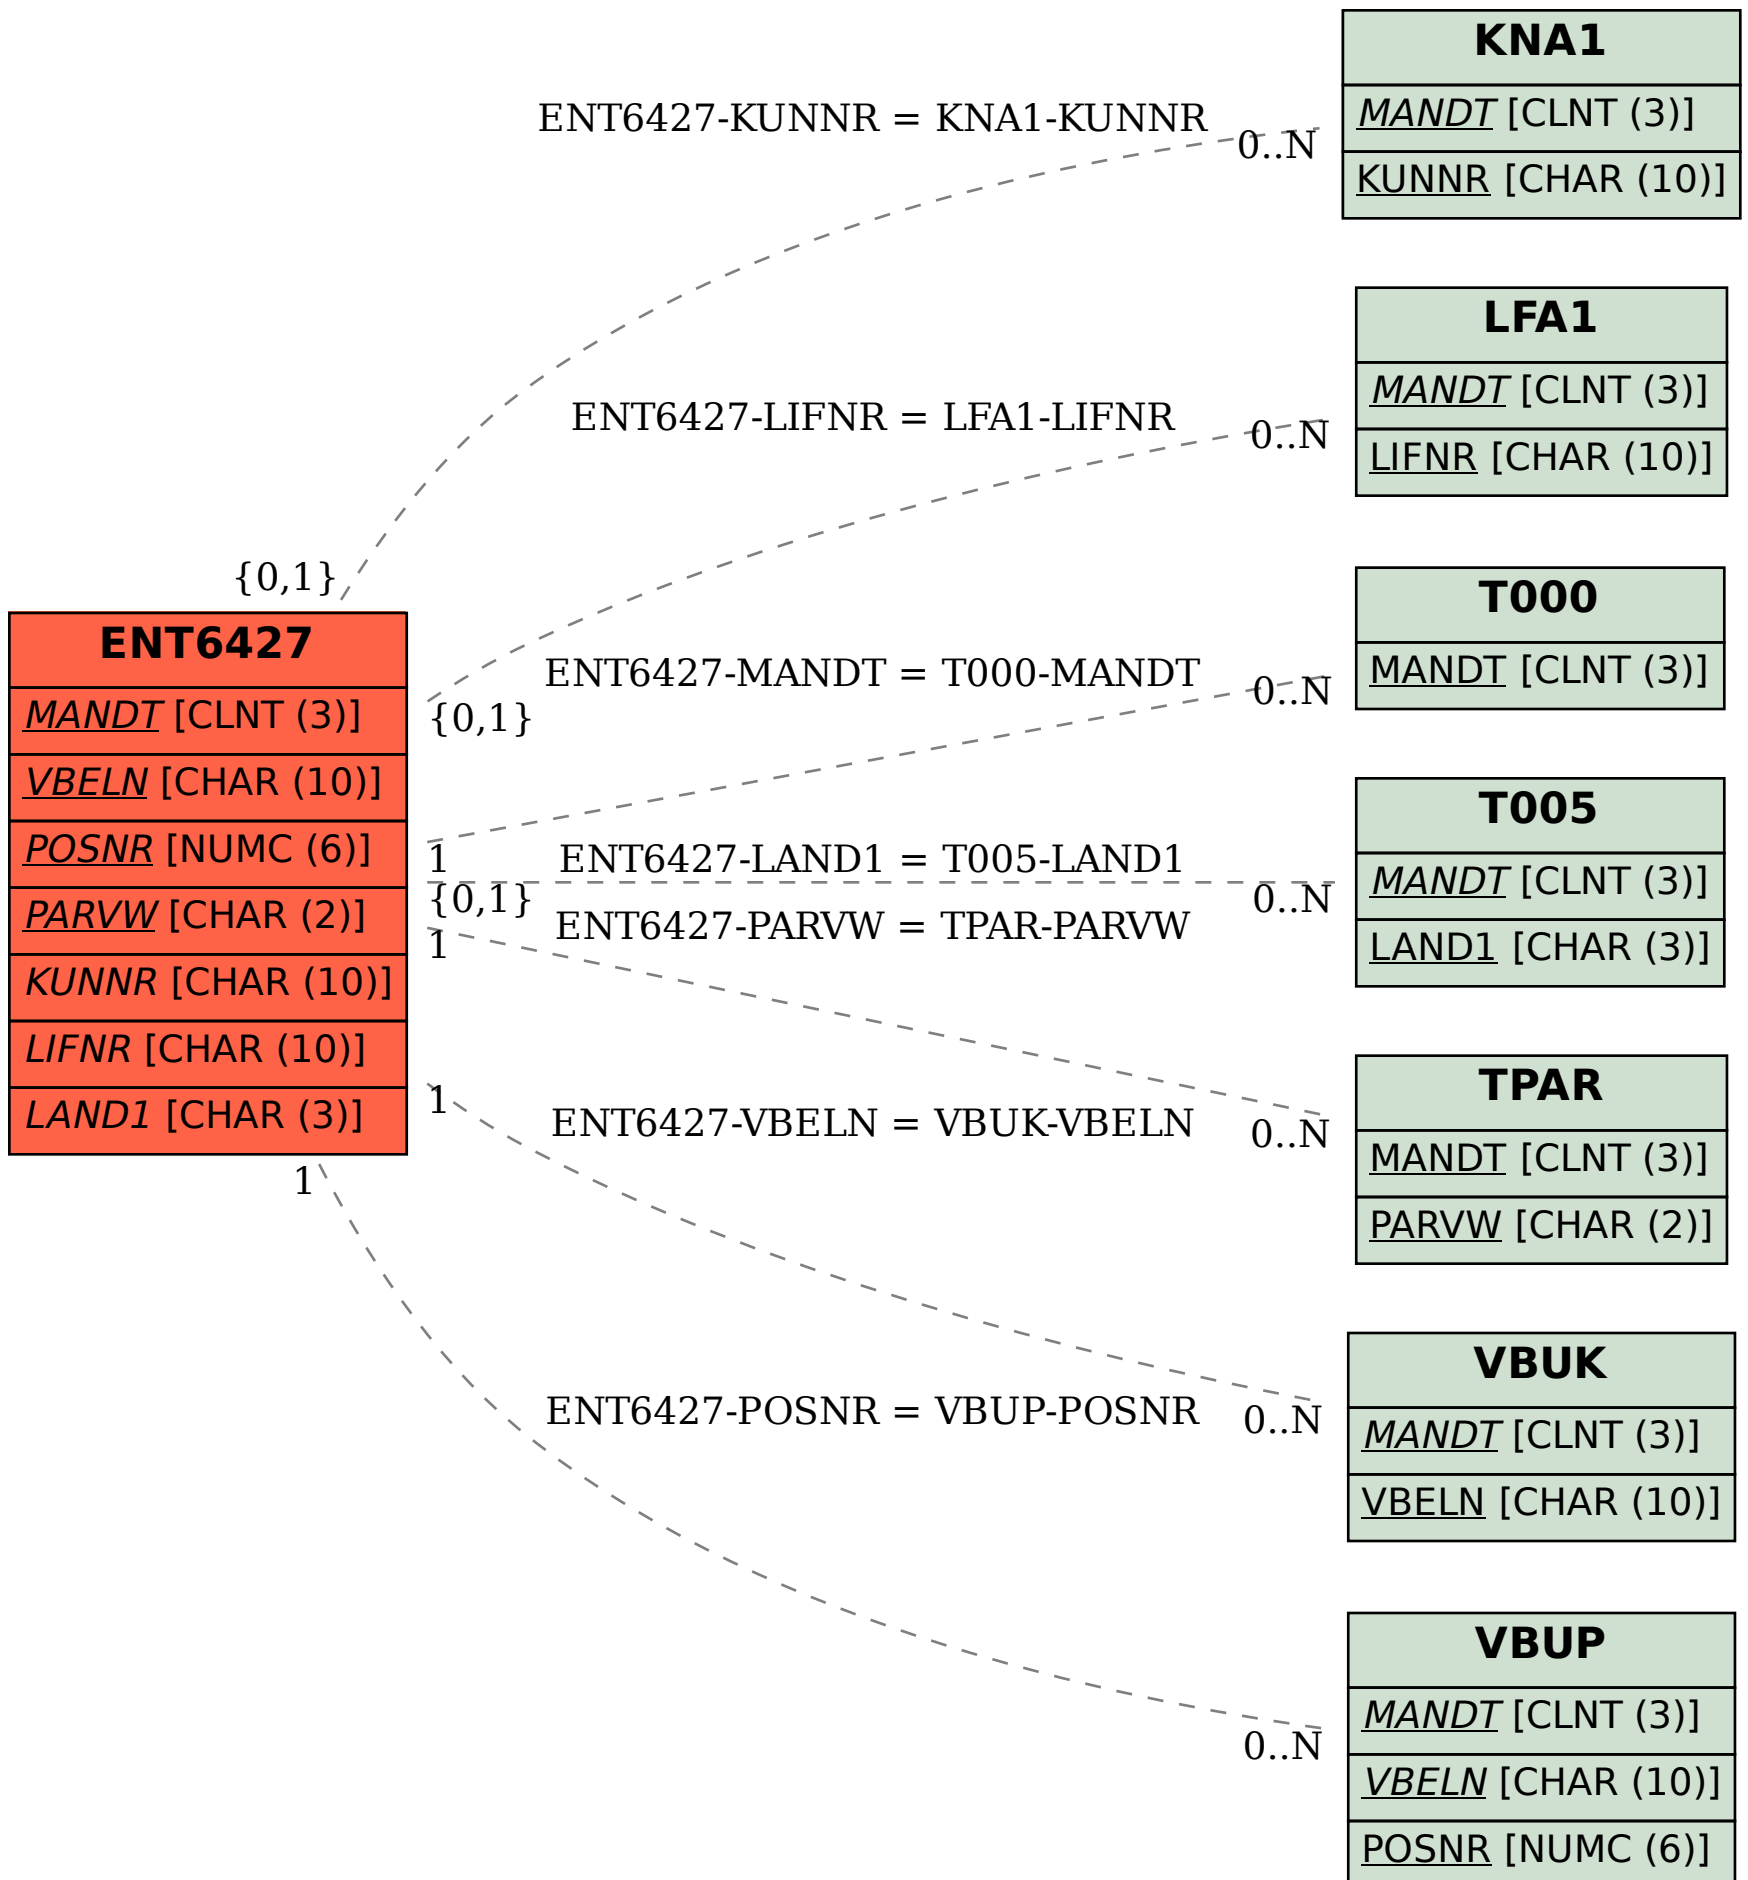 KNA1
MANDT [CLNT (3)]
KUNNR [CHAR (10)]
ENT6427-KUNNR = KNA1-KUNNR
0..N
{0,1}
LFA1
MANDT [CLNT (3)]
LIFNR [CHAR (10)]
ENT6427-LIFNR = LFA1-LIFNR
0..N
{0,1}
ENT6427
MANDT [CLNT (3)]
VBELN [CHAR (10)]
POSNR [NUMC (6)]
PARVW [CHAR (2)]
KUNNR [CHAR (10)]
LIFNR [CHAR (10)]
LAND1 [CHAR (3)]
T000
MANDT [CLNT (3)]
ENT6427-MANDT = T000-MANDT
0..N
1
T005
MANDT [CLNT (3)]
LAND1 [CHAR (3)]
ENT6427-LAND1 = T005-LAND1
0..N
{0,1}
ENT6427-PARVW = TPAR-PARVW
1
0..N
TPAR
MANDT [CLNT (3)]
PARVW [CHAR (2)]
1
ENT6427-VBELN = VBUK-VBELN
0..N
VBUK
MANDT [CLNT (3)]
VBELN [CHAR (10)]
1
ENT6427-POSNR = VBUP-POSNR
0..N
VBUP
MANDT [CLNT (3)]
VBELN [CHAR (10)]
POSNR [NUMC (6)]